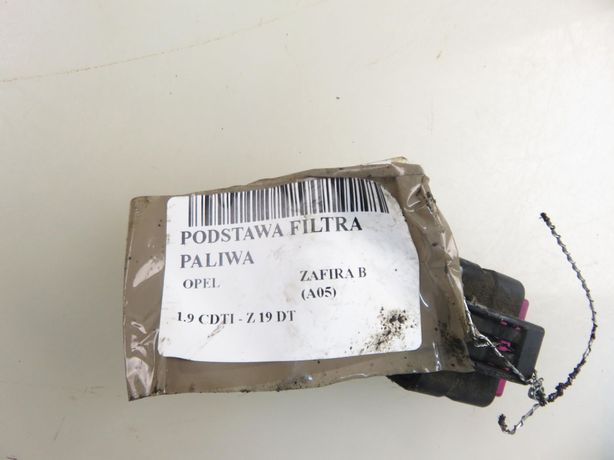 PODSTAWA FILTRA
PALIWA
OPEL ZAFIRA B
(A05)
1.9 CDTI - Z 19 DT